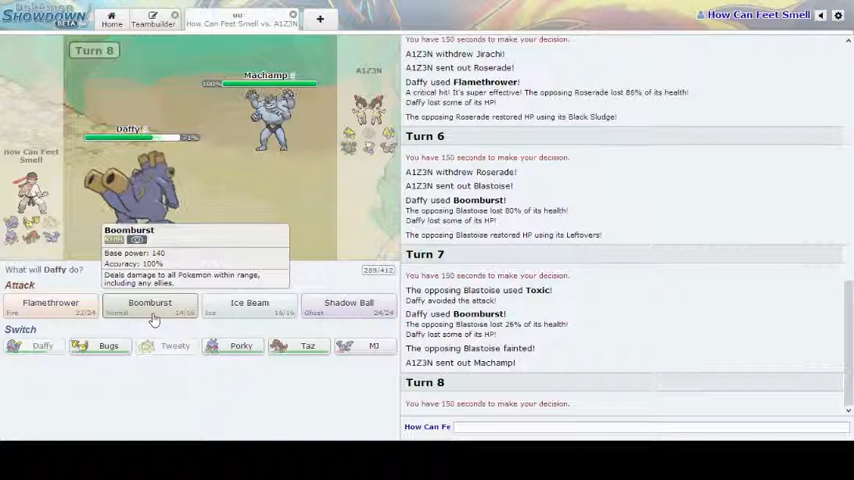 Pokémon
SHOWDOWN
BETA
Home
Teambuilder
UU
How Can Feet Smell vs. A1Z3N
How Can Feet Smell
Turn 8
Machamp
100%
A1Z3N
Daffy
71%
How Can Feet
Smell
Boomburst
Base power: 140
Accuracy: 100%
Deals damage to all Pokemon within range,
including any allies.
What will Daffy do?
289/412
Attack
Flamethrower
Fire 22/24
Boomburst
Normal 14/16
Ice Beam
Ice 16/16
Shadow Ball
Ghost 24/24
Switch
Daffy
Bugs
Tweety
Porky
Taz
MJ
You have 150 seconds to make your decision.
A1Z3N withdrew Jirachi!
A1Z3N sent out Roserade!
Daffy used Flamethrower!
A critical hit! It's super effective! The opposing Roserade lost 86% of its health!
Daffy lost some of its HP!
The opposing Roserade restored HP using its Black Sludge!
Turn 6
You have 150 seconds to make your decision.
A1Z3N withdrew Roserade!
A1Z3N sent out Blastoise!
Daffy used Boomburst!
The opposing Blastoise lost 80% of its health!
Daffy lost some of its HP!
The opposing Blastoise restored HP using its Leftovers!
Turn 7
You have 150 seconds to make your decision.
The opposing Blastoise used Toxic!
Daffy avoided the attack!
Daffy used Boomburst!
The opposing Blastoise lost 26% of its health!
Daffy lost some of its HP!
The opposing Blastoise fainted!
A1Z3N sent out Machamp!
Turn 8
You have 150 seconds to make your decision.
How Can Fe